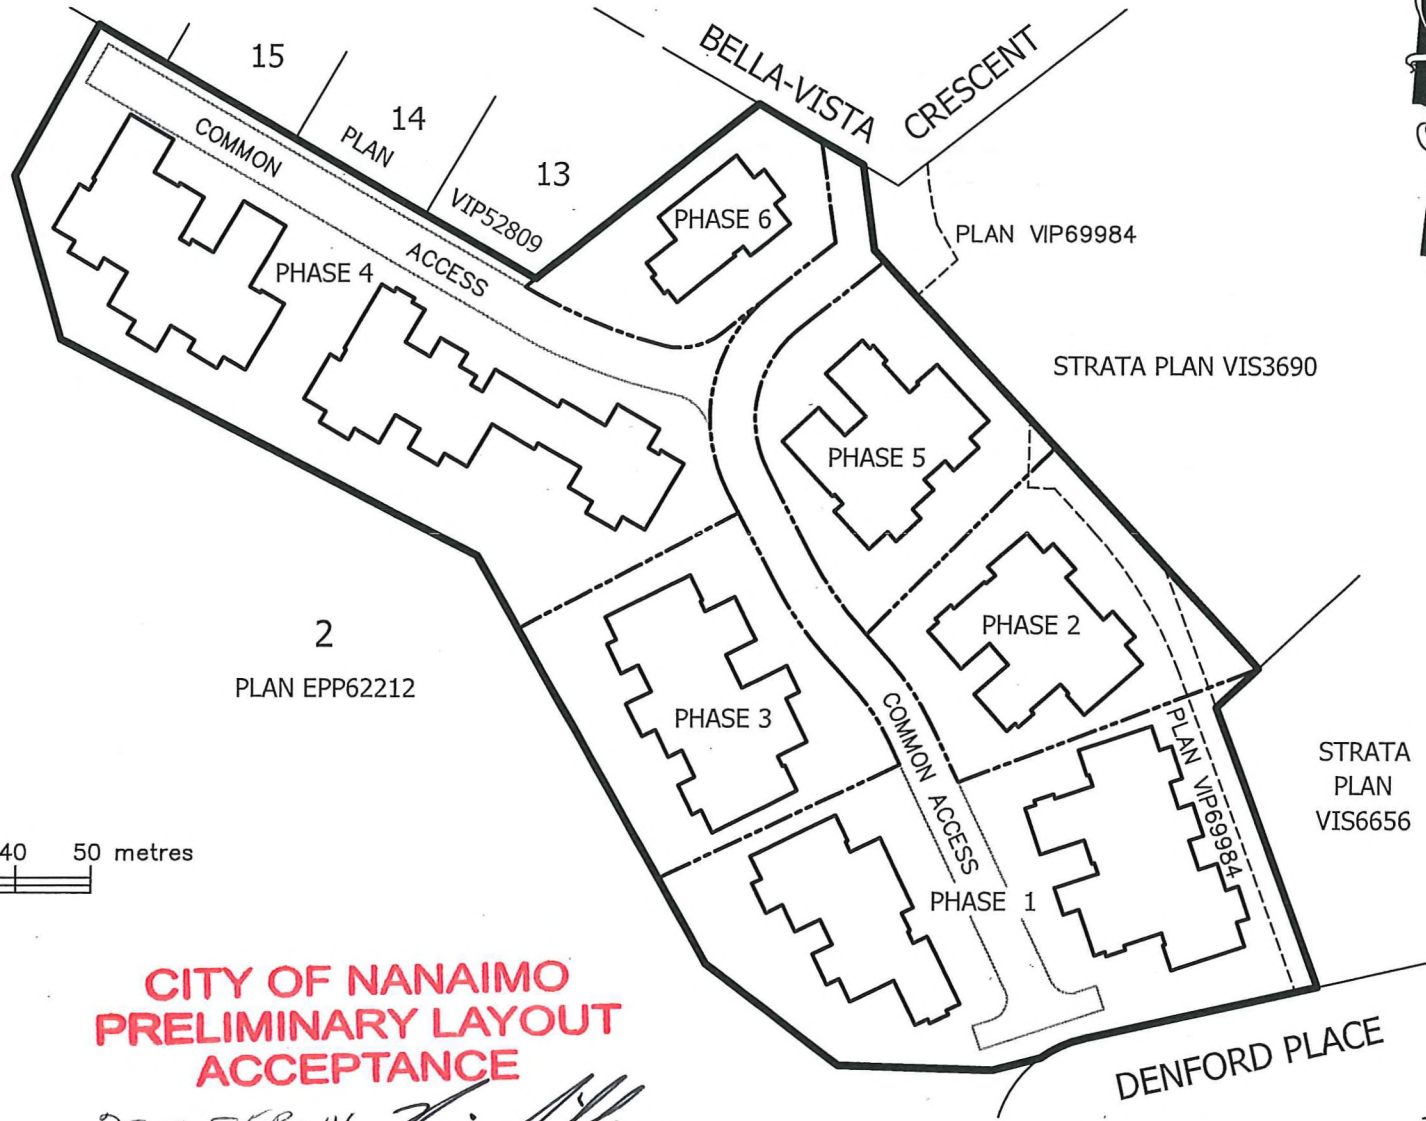 BELLA-VISTA
CRESCENT
15
14
13
PLAN
VIP52809
COMMON
ACCESS
PHASE 6
PLAN VIP69984
PHASE 4
STRATA PLAN VIS3690
PHASE 5
PHASE 2
2
PLAN EPP62212
PHASE 3
COMMON ACCESS
PLAN VIP69984
STRATA
PLAN
VIS6656
40 50 metres
PHASE 1
CITY OF NANAIMO
PRELIMINARY LAYOUT
ACCEPTANCE
DENFORD PLACE